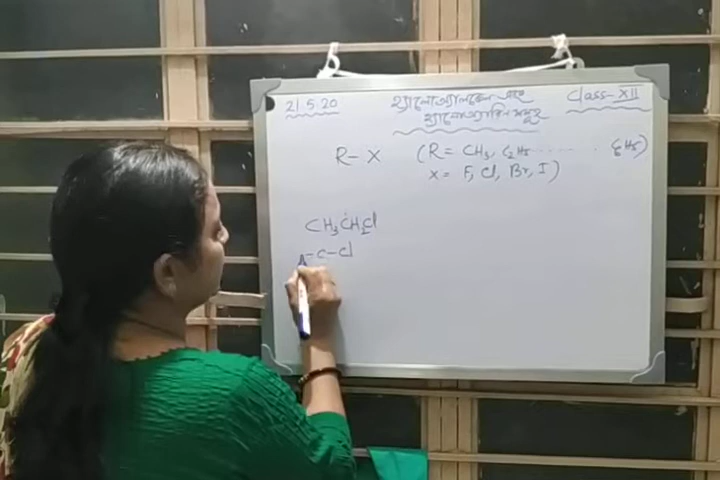 21.5.20
হ্যালোঅ্যালকেন এবং
হ্যালোঅ্যারিন সমূহ
Class-XII
R-X (R= CH₃, C₂H₅ ......... C₆H₅)
X= F, Cl, Br, I)
CH₃CH₂Cl
-C-Cl